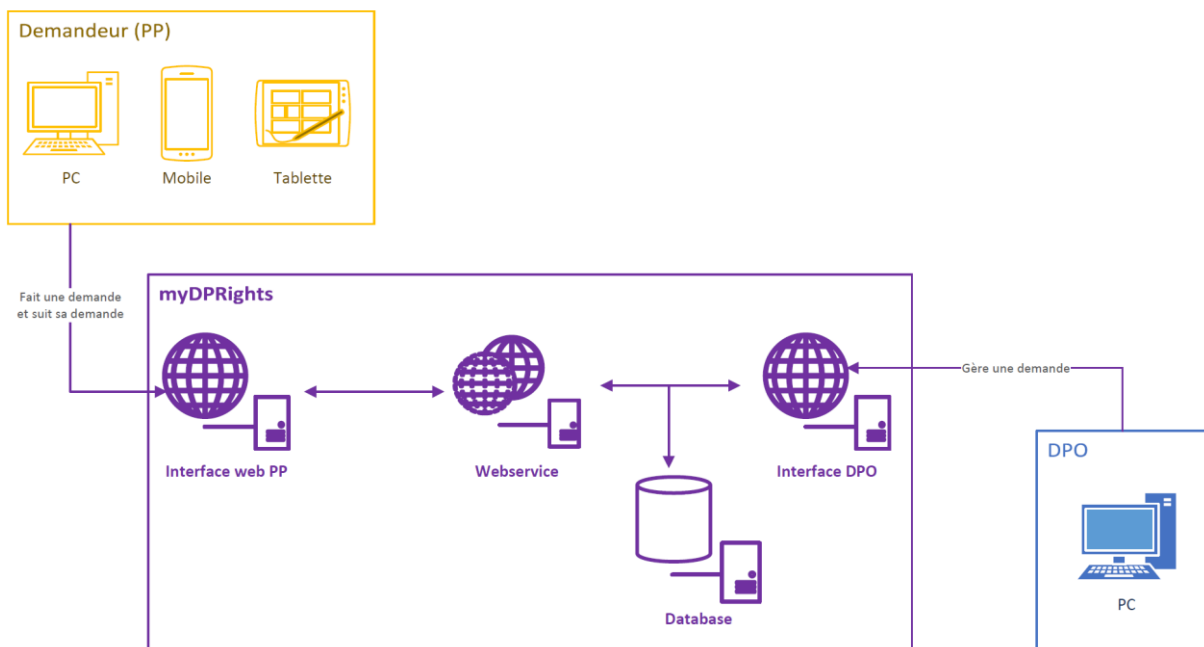 Demandeur (PP)
PC
Mobile
Tablette
Fait une demande
et suit sa demande
myDPRights
Interface web PP
Webservice
Interface DPO
Database
Gère une demande
DPO
PC